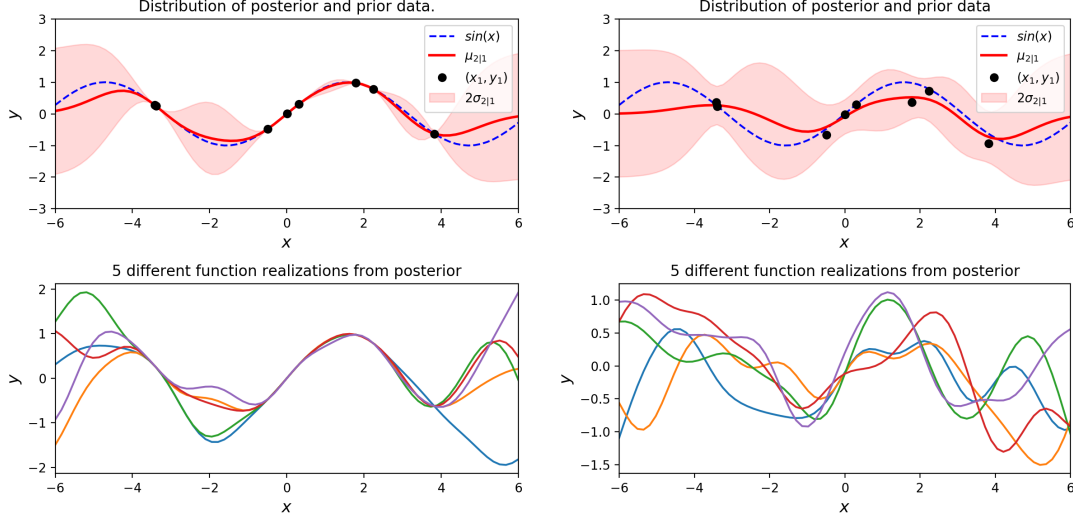 Distribution of posterior and prior data.
3
2
1
0
−1
−2
−3
y
sin(x)
μ2|1
(x1, y1)
2σ2|1
−6 −4 −2 0 2 4 6
x
Distribution of posterior and prior data
3
2
1
0
−1
−2
−3
y
sin(x)
μ2|1
(x1, y1)
2σ2|1
−6 −4 −2 0 2 4 6
x
5 different function realizations from posterior
2
1
0
−1
−2
y
−6 −4 −2 0 2 4 6
x
5 different function realizations from posterior
1.0
0.5
0.0
−0.5
−1.0
−1.5
y
−6 −4 −2 0 2 4 6
x